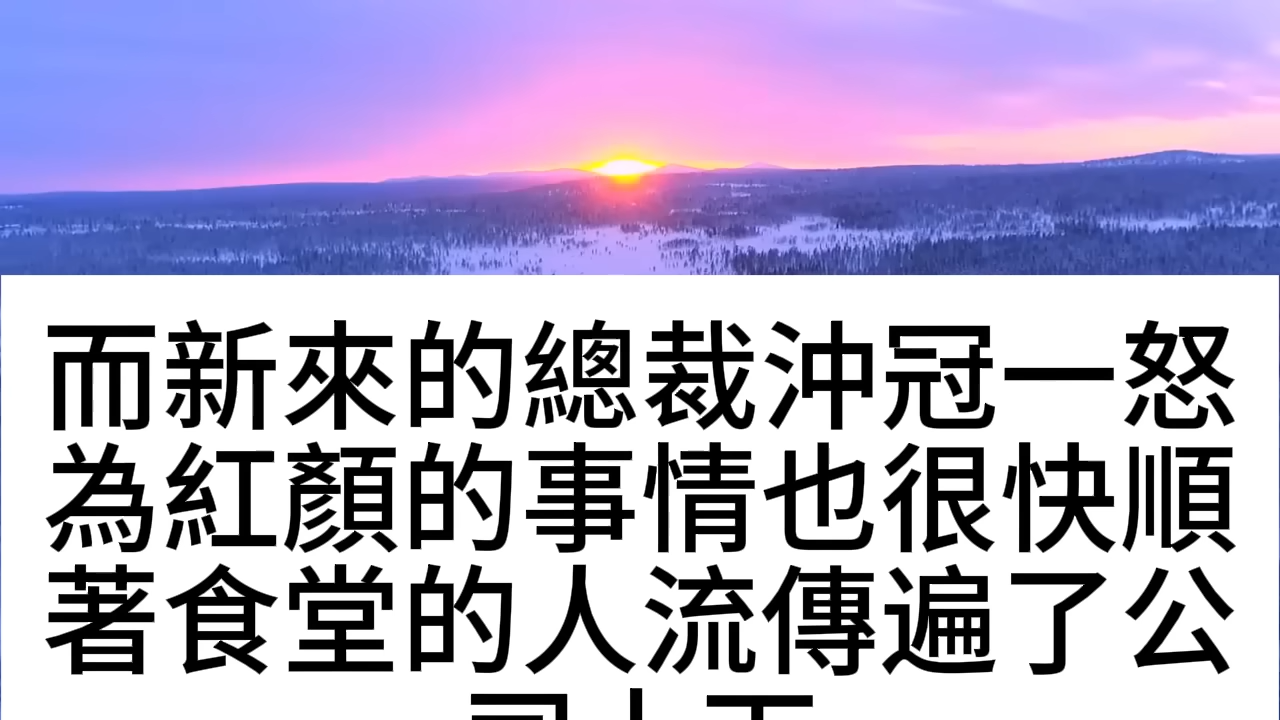 而新來的總裁沖冠一怒
為紅顏的事情也很快順
著食堂的人流傳遍了公